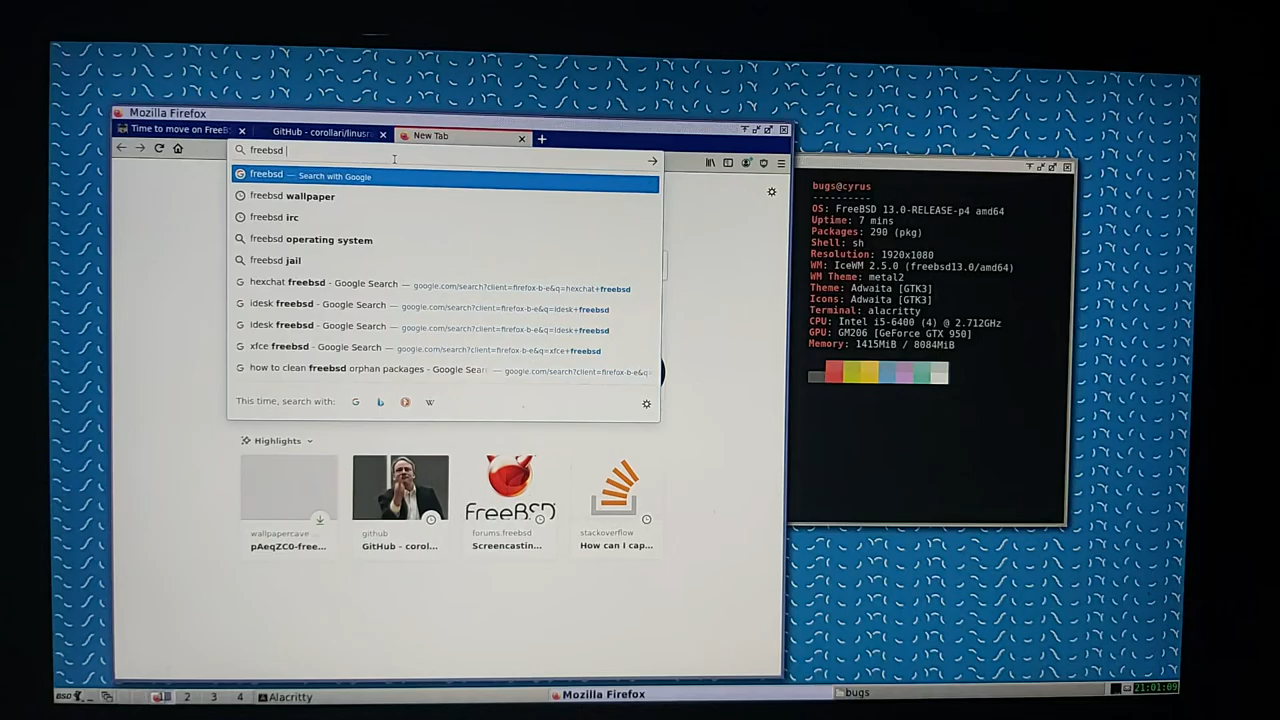 Mozilla Firefox
Time to move on FreeB
GitHub - corollari/linusr
New Tab
freebsd
freebsd — Search with Google
freebsd wallpaper
freebsd irc
freebsd operating system
freebsd jail
hexchat freebsd - Google Search — google.com/search?client=firefox-b-e&q=hexchat+freebsd
idesk freebsd - Google Search — google.com/search?client=firefox-b-e&q=idesk+freebsd
idesk freebsd - Google Search — google.com/search?client=firefox-b-e&q=idesk+freebsd
xfce freebsd - Google Search — google.com/search?client=firefox-b-e&q=xfce+freebsd
how to clean freebsd orphan packages - Google Sear — google.com/search?client=firefox-b-e&q
This time, search with: G b W
Highlights
FreeBSD
wallpapercave
pAeqZC0-free...
github
GitHub - corol...
forums.freebsd
Screencastin...
stackoverflow
How can I cap...
bugs@cyrus
----------
OS: FreeBSD 13.0-RELEASE-p4 amd64
Uptime: 7 mins
Packages: 290 (pkg)
Shell: sh
Resolution: 1920x1080
WM: IceWM 2.5.0 (freebsd13.0/amd64)
WM Theme: metal2
Theme: Adwaita [GTK3]
Icons: Adwaita [GTK3]
Terminal: alacritty
CPU: Intel i5-6400 (4) @ 2.712GHz
GPU: GM206 [GeForce GTX 950]
Memory: 1415MiB / 8084MiB
BSD
1 2 3 4
Alacritty
Mozilla Firefox
bugs
21:01:09